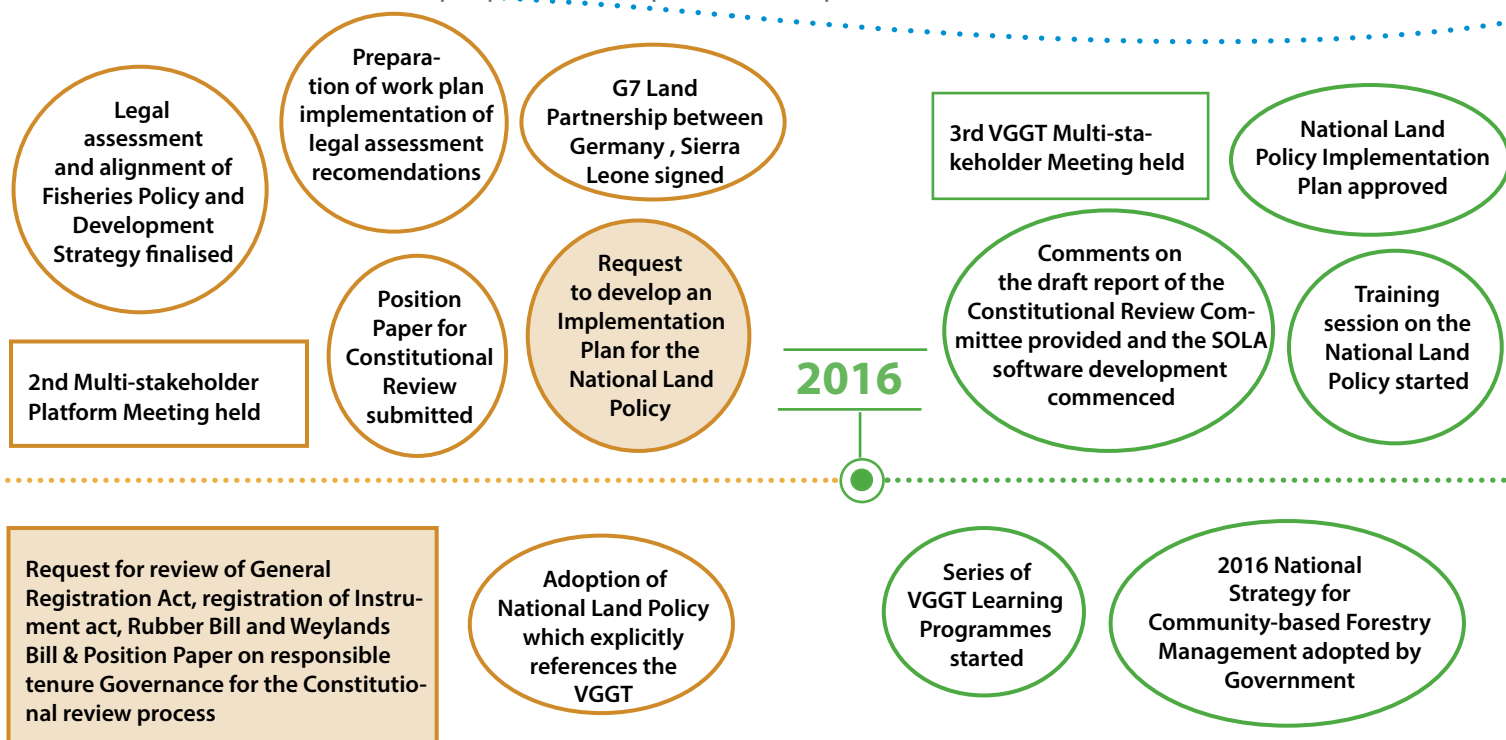 Legal
assessment
and alignment of
Fisheries Policy and
Development
Strategy finalised
Prepara-
tion of work plan
implementation of
legal assessment
recomendations
G7 Land
Partnership between
Germany , Sierra
Leone signed
2nd Multi-stakeholder
Platform Meeting held
Position
Paper for
Constitutional
Review
submitted
Request
to develop an
Implementation
Plan for the
National Land
Policy
2016
3rd VGGT Multi-sta-
keholder Meeting held
National Land
Policy Implementation
Plan approved
Comments on
the draft report of the
Constitutional Review Com-
mittee provided and the SOLA
software development
commenced
Training
session on the
National Land
Policy started
Request for review of General
Registration Act, registration of Instru-
ment act, Rubber Bill and Weylands
Bill & Position Paper on responsible
tenure Governance for the Constitutio-
nal review process
Adoption of
National Land Policy
which explicitly
references the
VGGT
Series of
VGGT Learning
Programmes
started
2016 National
Strategy for
Community-based Forestry
Management adopted by
Government